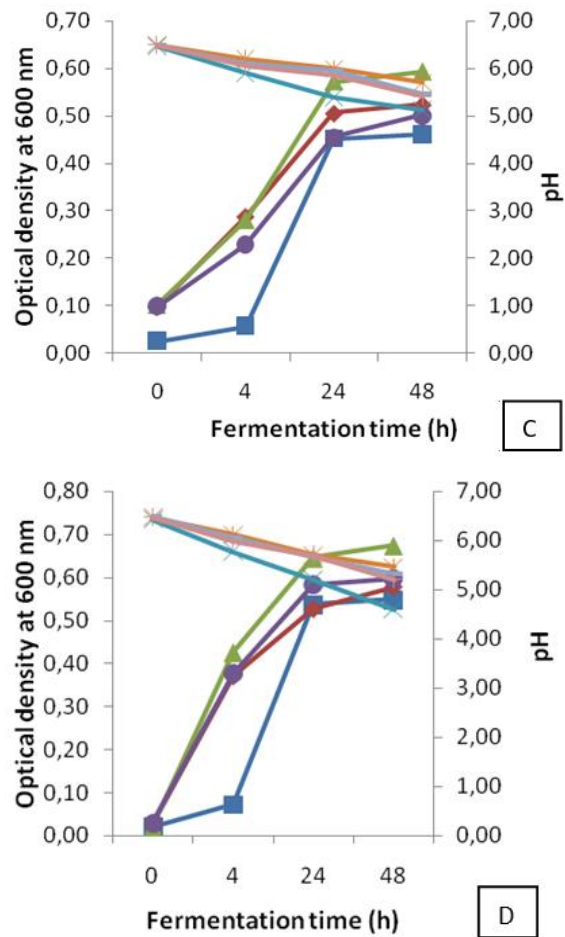 0,70 7,00
0,60 6,00
0,50 5,00
0,40 4,00
0,30 3,00
0,20 2,00
0,10 1,00
0,00 0,00
Optical density at 600 nm
pH
0 4 24 48
Fermentation time (h)
C
0,80 7,00
0,70 6,00
0,60 5,00
0,50 4,00
0,40 3,00
0,30 2,00
0,20 1,00
0,10 0,00
0,00
Optical density at 600 nm
pH
0 4 24 48
Fermentation time (h)
D